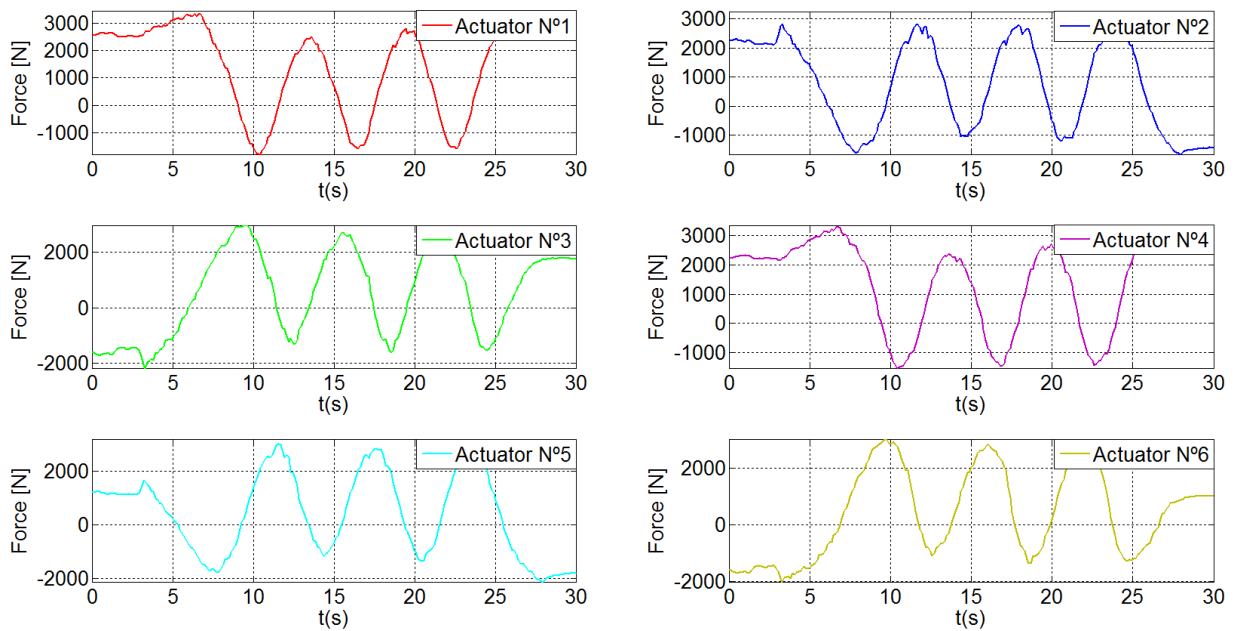 Force [N]
3000
2000
1000
0
-1000
0 5 10 15 20 25 30
t(s)
Actuator Nº1
Force [N]
3000
2000
1000
0
-1000
0 5 10 15 20 25 30
t(s)
Actuator Nº2
Force [N]
2000
0
-2000
0 5 10 15 20 25 30
t(s)
Actuator Nº3
Force [N]
3000
2000
1000
0
-1000
0 5 10 15 20 25 30
t(s)
Actuator Nº4
Force [N]
2000
0
-2000
0 5 10 15 20 25 30
t(s)
Actuator Nº5
Force [N]
2000
0
-2000
0 5 10 15 20 25 30
t(s)
Actuator Nº6